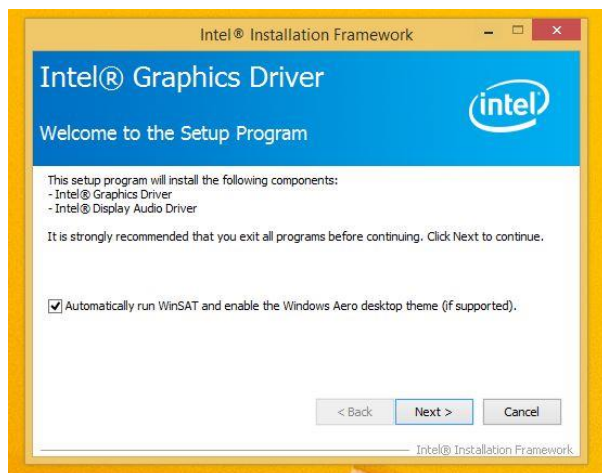 Intel® Installation Framework
Intel® Graphics Driver
intel
Welcome to the Setup Program
This setup program will install the following components:
- Intel® Graphics Driver
- Intel® Display Audio Driver
It is strongly recommended that you exit all programs before continuing. Click Next to continue.
Automatically run WinSAT and enable the Windows Aero desktop theme (if supported).
< Back Next > Cancel
Intel® Installation Framework